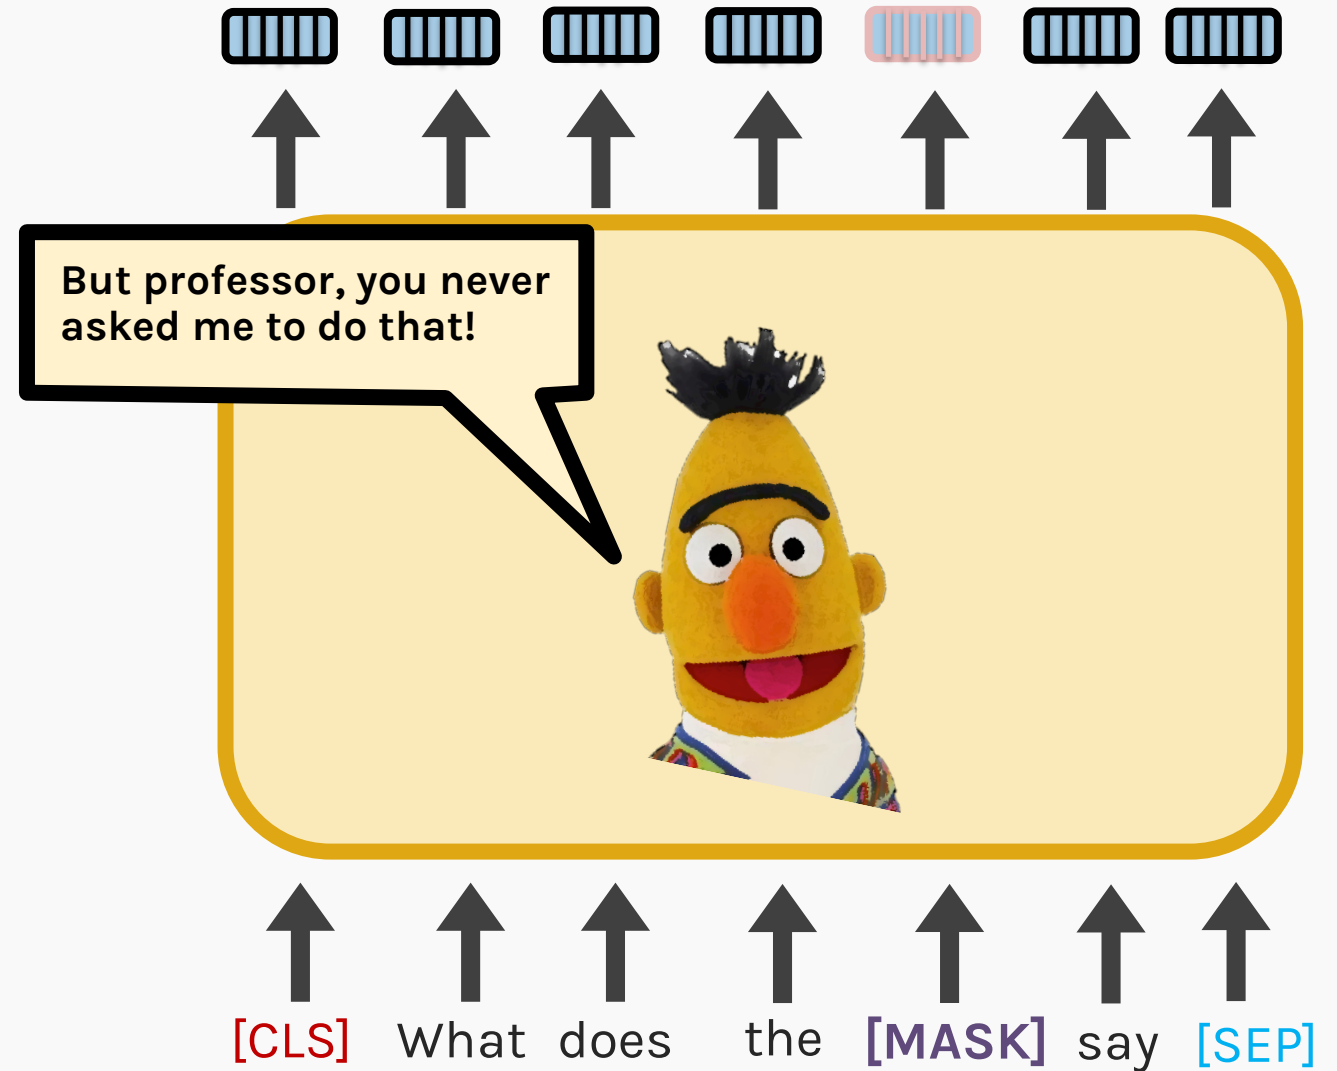 But professor, you never
asked me to do that!
[CLS] What does the [MASK] say [SEP]